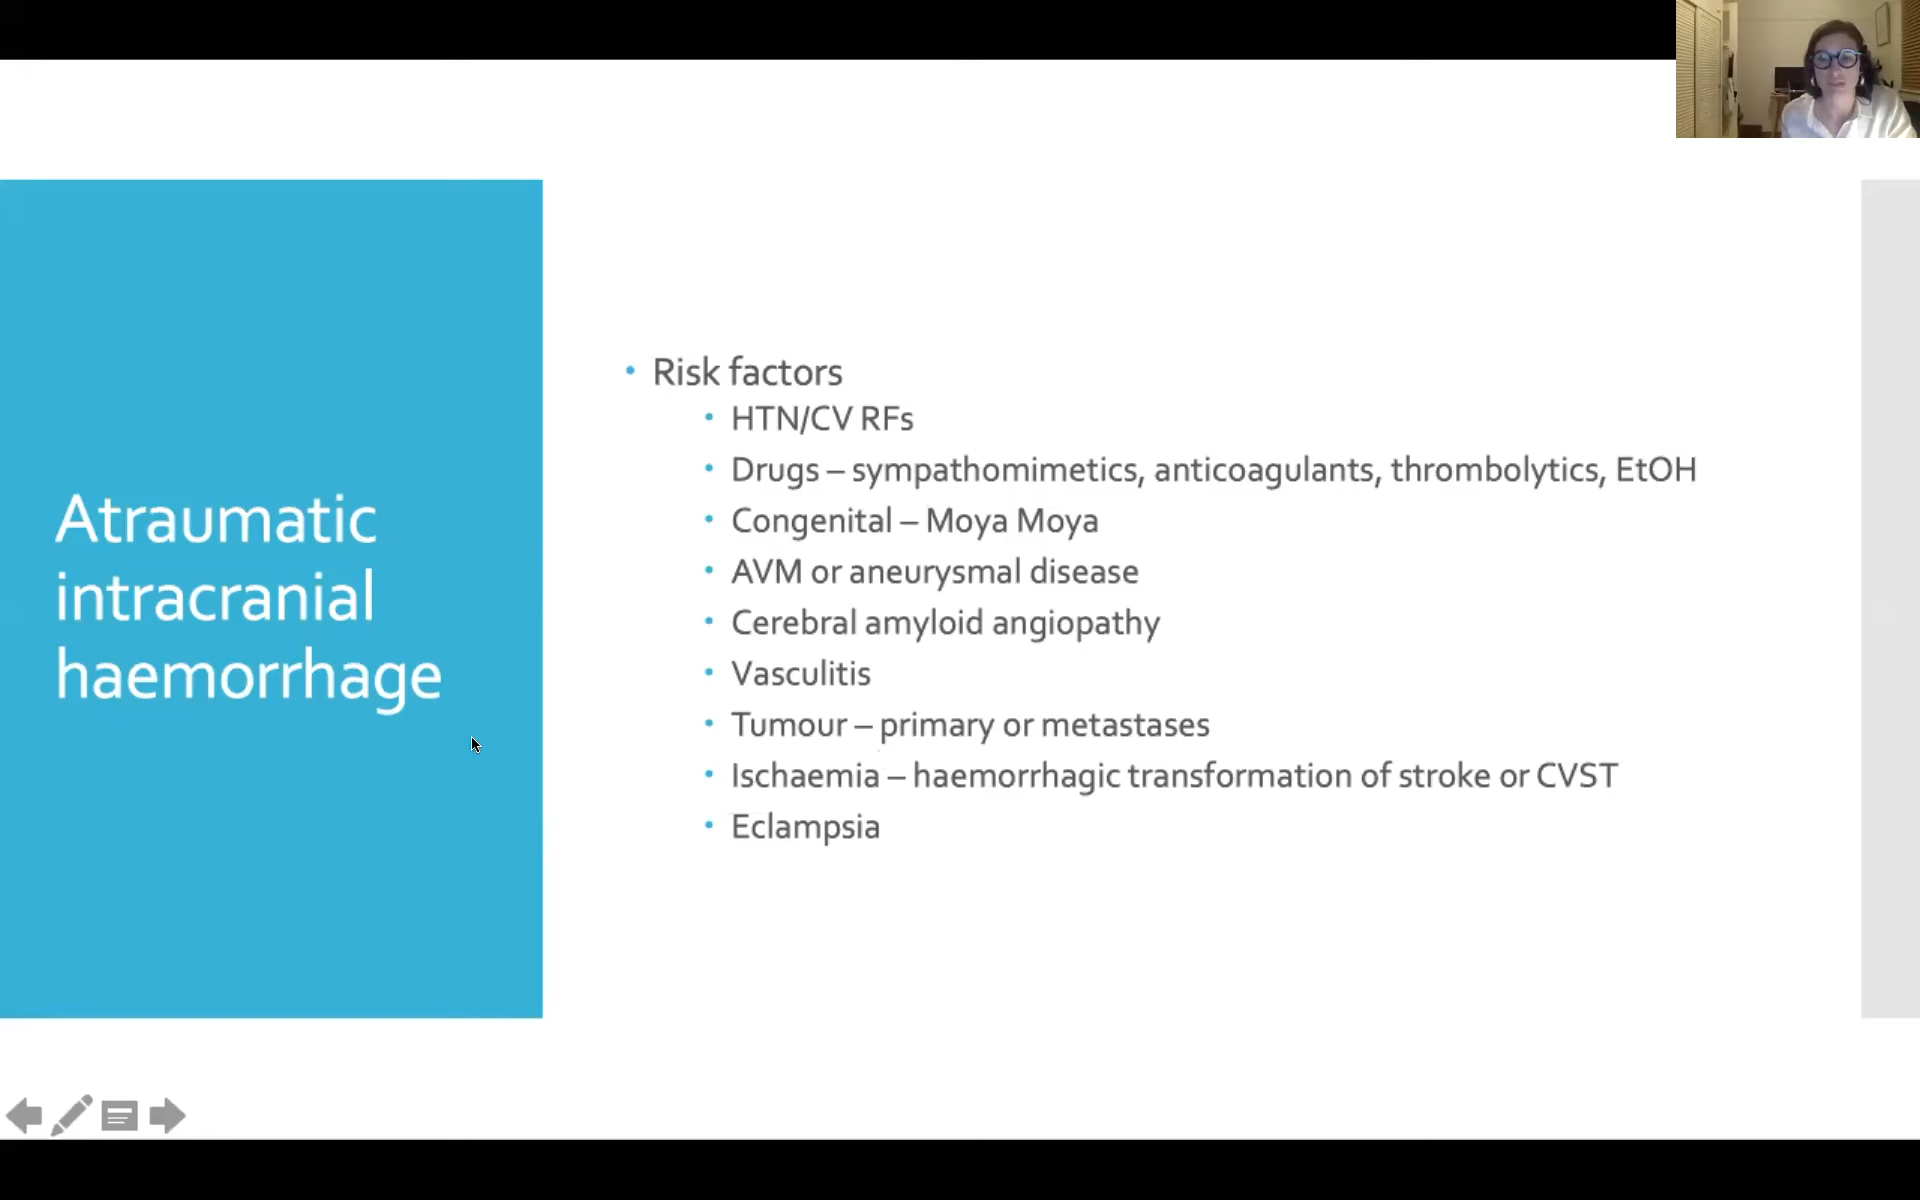 Atraumatic
intracranial
haemorrhage
• Risk factors
• HTN/CV RFs
• Drugs – sympathomimetics, anticoagulants, thrombolytics, EtOH
• Congenital – Moya Moya
• AVM or aneurysmal disease
• Cerebral amyloid angiopathy
• Vasculitis
• Tumour – primary or metastases
• Ischaemia – haemorrhagic transformation of stroke or CVST
• Eclampsia